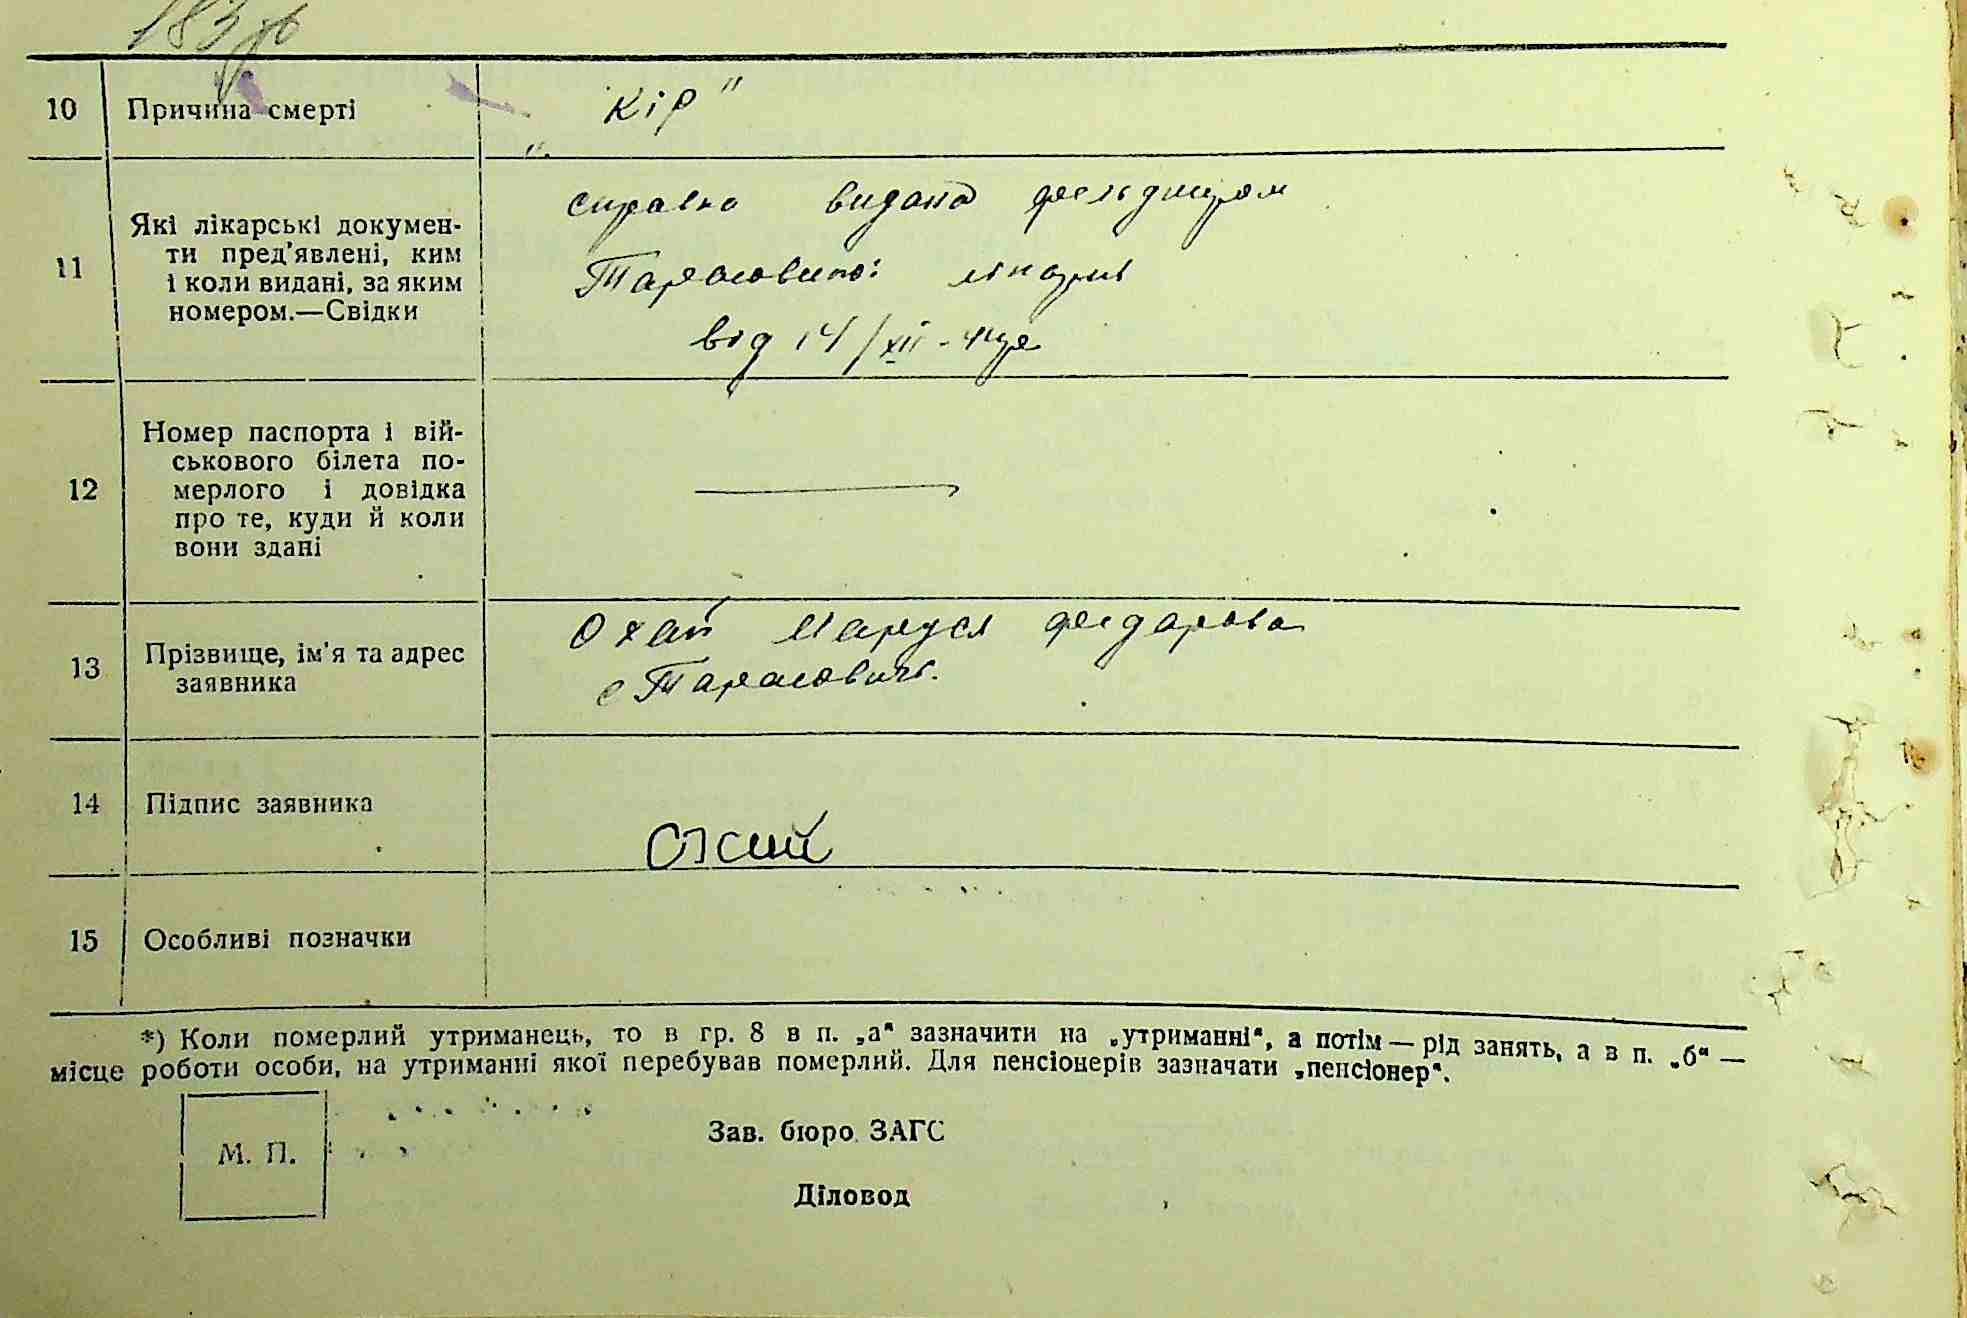 183
10 Причина смерті „Кір"
11 Які лікарські докумен-
ти пред'явлені, ким
і коли видані, за яким
номером.—Свідки
справка видана фельдшером
Тарасівської лікарні
від 14/XII-41 р
12 Номер паспорта і вій-
ськового білета по-
мерлого і довідка
про те, куди й коли
вони здані —
13 Прізвище, ім'я та адрес
заявника
Охай Маруся федарова
с Тарасович.
14 Підпис заявника
Охай
15 Особливі позначки
*) Коли померлий утриманець, то в гр. 8 в п. „а" зазначити на „утриманні", а потім — рід занять, а в п. „б" —
місце роботи особи, на утриманні якої перебував померлий. Для пенсіонерів зазначати „пенсіонер".
М. П.
Зав. бюро ЗАГС
Діловод